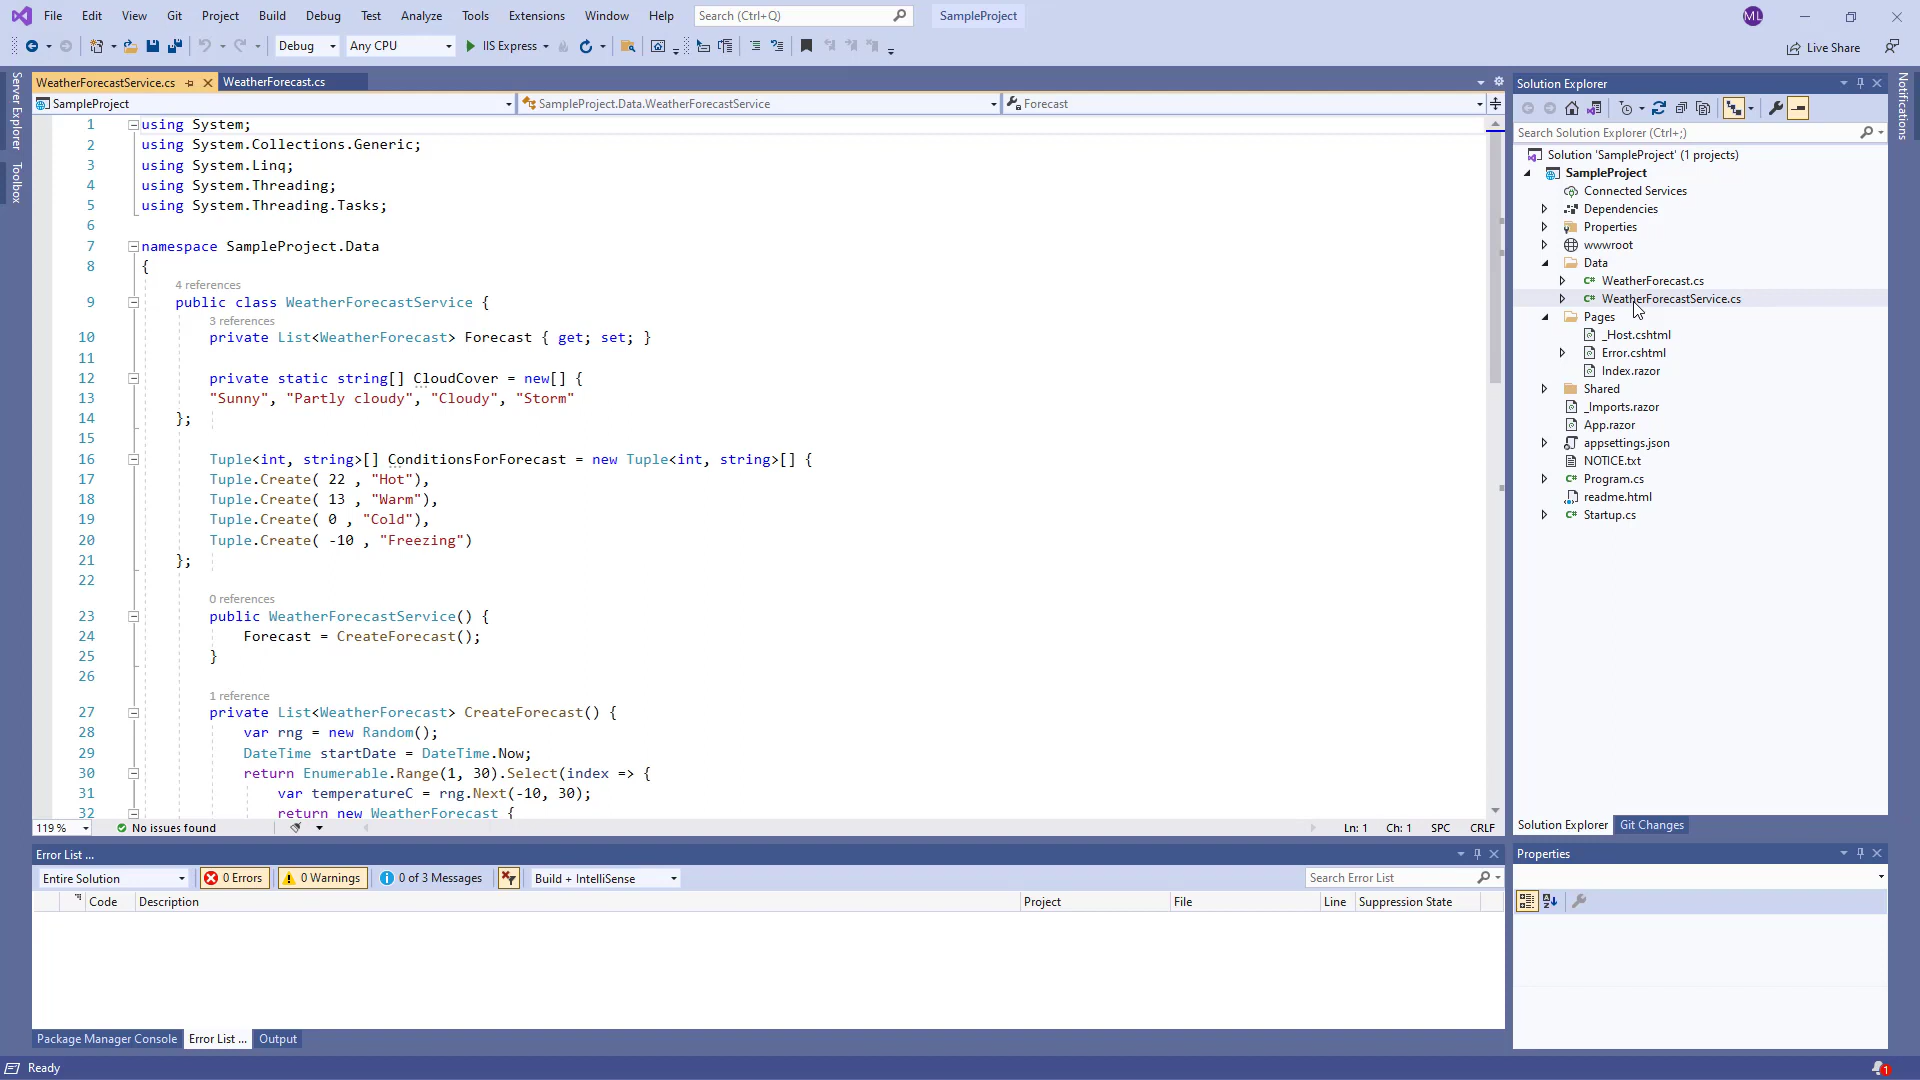 File Edit View Git Project Build Debug Test Analyze Tools Extensions Window Help Search (Ctrl+Q) SampleProject ML
Debug Any CPU IIS Express Live Share
Server Explorer
Toolbox
WeatherForecastService.cs WeatherForecast.cs
SampleProject SampleProject.Data.WeatherForecastService Forecast
1 using System;
2 using System.Collections.Generic;
3 using System.Linq;
4 using System.Threading;
5 using System.Threading.Tasks;
6
7 namespace SampleProject.Data
8 {
4 references
9 public class WeatherForecastService {
3 references
10 private List<WeatherForecast> Forecast { get; set; }
11
12 private static string[] CloudCover = new[] {
13 "Sunny", "Partly cloudy", "Cloudy", "Storm"
14 };
15
16 Tuple<int, string>[] ConditionsForForecast = new Tuple<int, string>[] {
17 Tuple.Create( 22 , "Hot"),
18 Tuple.Create( 13 , "Warm"),
19 Tuple.Create( 0 , "Cold"),
20 Tuple.Create( -10 , "Freezing")
21 };
22
0 references
23 public WeatherForecastService() {
24 Forecast = CreateForecast();
25 }
26
1 reference
27 private List<WeatherForecast> CreateForecast() {
28 var rng = new Random();
29 DateTime startDate = DateTime.Now;
30 return Enumerable.Range(1, 30).Select(index => {
31 var temperatureC = rng.Next(-10, 30);
32 return new WeatherForecast {
119 % No issues found Ln: 1 Ch: 1 SPC CRLF
Error List ...
Entire Solution 0 Errors 0 Warnings 0 of 3 Messages Build + IntelliSense Search Error List
Code Description Project File Line Suppression State
Package Manager Console Error List ... Output
Solution Explorer
Search Solution Explorer (Ctrl+;)
Solution 'SampleProject' (1 projects)
SampleProject
Connected Services
Dependencies
Properties
wwwroot
Data
C# WeatherForecast.cs
C# WeatherForecastService.cs
Pages
_Host.cshtml
Error.cshtml
Index.razor
Shared
_Imports.razor
App.razor
appsettings.json
NOTICE.txt
C# Program.cs
readme.html
C# Startup.cs
Solution Explorer Git Changes
Properties
Notifications
Ready 1